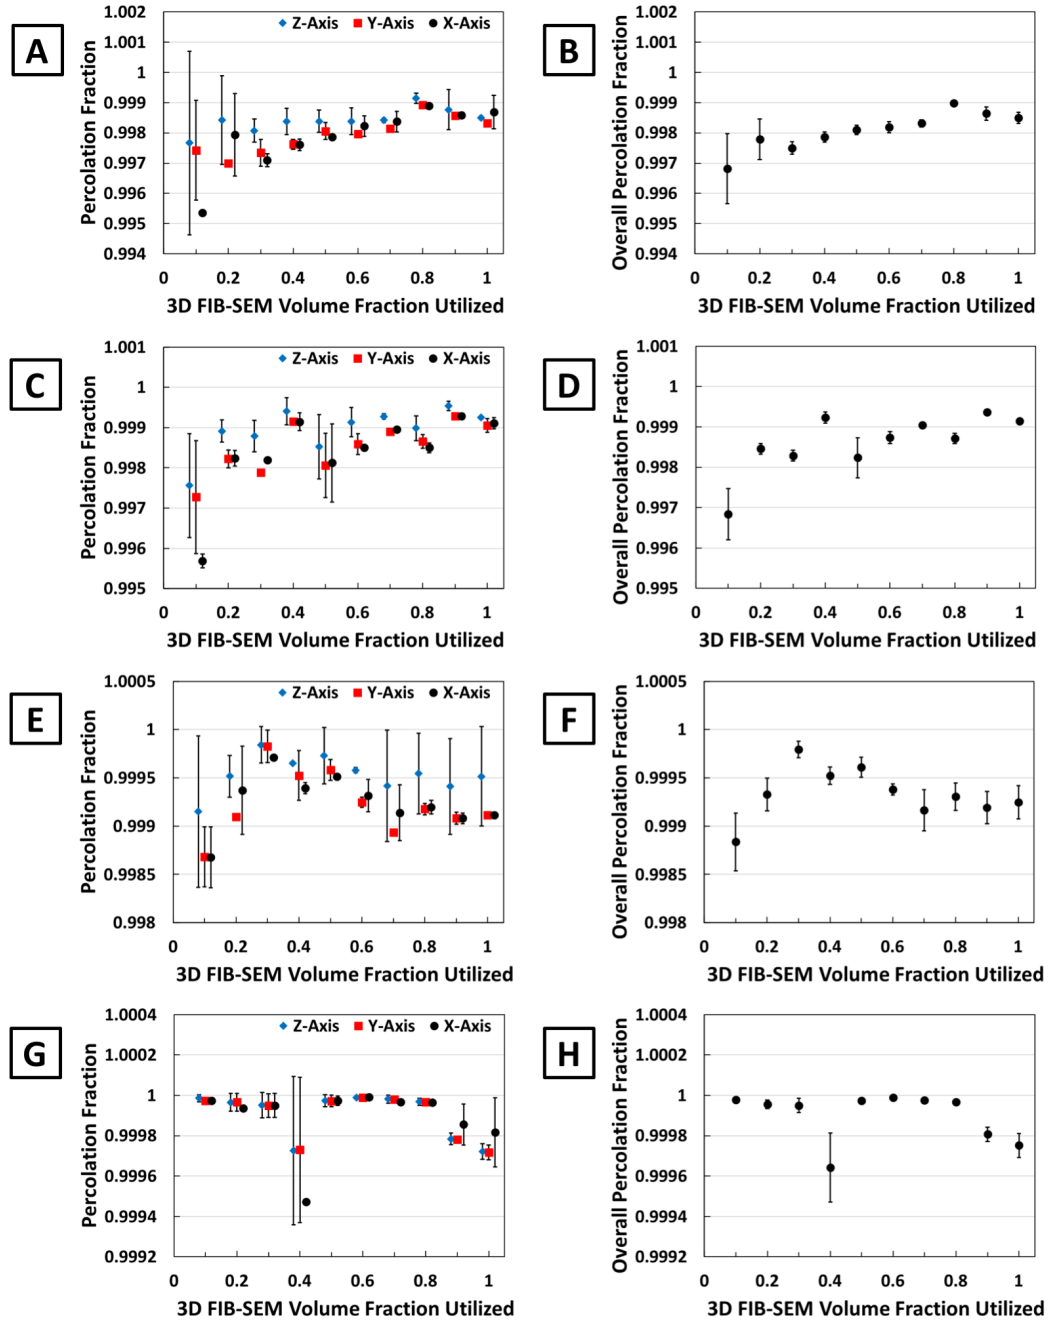 A
Percolation Fraction
1.002
1.001
1
0.999
0.998
0.997
0.996
0.995
0.994
Z-Axis Y-Axis X-Axis
0 0.2 0.4 0.6 0.8 1
3D FIB-SEM Volume Fraction Utilized
B
Overall Percolation Fraction
1.002
1.001
1
0.999
0.998
0.997
0.996
0.995
0.994
0 0.2 0.4 0.6 0.8 1
3D FIB-SEM Volume Fraction Utilized
C
Percolation Fraction
1.001
1
0.999
0.998
0.997
0.996
0.995
Z-Axis Y-Axis X-Axis
0 0.2 0.4 0.6 0.8 1
3D FIB-SEM Volume Fraction Utilized
D
Overall Percolation Fraction
1.001
1
0.999
0.998
0.997
0.996
0.995
0 0.2 0.4 0.6 0.8 1
3D FIB-SEM Volume Fraction Utilized
E
Percolation Fraction
1.0005
1
0.9995
0.999
0.9985
0.998
Z-Axis Y-Axis X-Axis
0 0.2 0.4 0.6 0.8 1
3D FIB-SEM Volume Fraction Utilized
F
Overall Percolation Fraction
1.0005
1
0.9995
0.999
0.9985
0.998
0 0.2 0.4 0.6 0.8 1
3D FIB-SEM Volume Fraction Utilized
G
Percolation Fraction
1.0004
1.0002
1
0.9998
0.9996
0.9994
0.9992
Z-Axis Y-Axis X-Axis
0 0.2 0.4 0.6 0.8 1
3D FIB-SEM Volume Fraction Utilized
H
Overall Percolation Fraction
1.0004
1.0002
1
0.9998
0.9996
0.9994
0.9992
0 0.2 0.4 0.6 0.8 1
3D FIB-SEM Volume Fraction Utilized